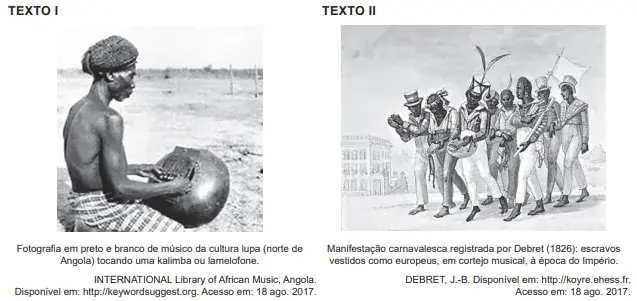 TEXTO I
Fotografia em preto e branco de músico da cultura lupa (norte de
Angola) tocando uma kalimba ou lamelofone.
INTERNATIONAL Library of African Music, Angola.
Disponível em: http://keywordsuggest.org. Acesso em: 18 ago. 2017.
TEXTO II
Manifestação carnavalesca registrada por Debret (1826): escravos
vestidos como europeus, em cortejo musical, à época do Império.
DEBRET, J.-B. Disponível em: http://koyre.ehess.fr.
Acesso em: 18 ago. 2017.